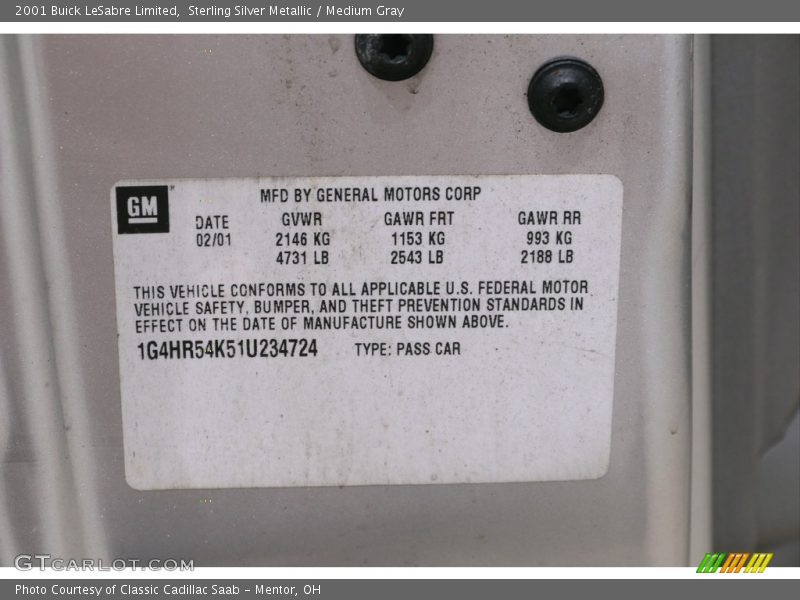 2001 Buick LeSabre Limited,  Sterling Silver Metallic / Medium Gray
GM
MFD BY GENERAL MOTORS CORP
DATE GVWR GAWR FRT GAWR RR
02/01 2146 KG 1153 KG 993 KG
4731 LB 2543 LB 2188 LB
THIS VEHICLE CONFORMS TO ALL APPLICABLE U.S. FEDERAL MOTOR
VEHICLE SAFETY, BUMPER, AND THEFT PREVENTION STANDARDS IN
EFFECT ON THE DATE OF MANUFACTURE SHOWN ABOVE.
1G4HR54K51U234724 TYPE: PASS CAR
GTCARLOT.COM
Photo Courtesy of Classic Cadillac Saab - Mentor, OH